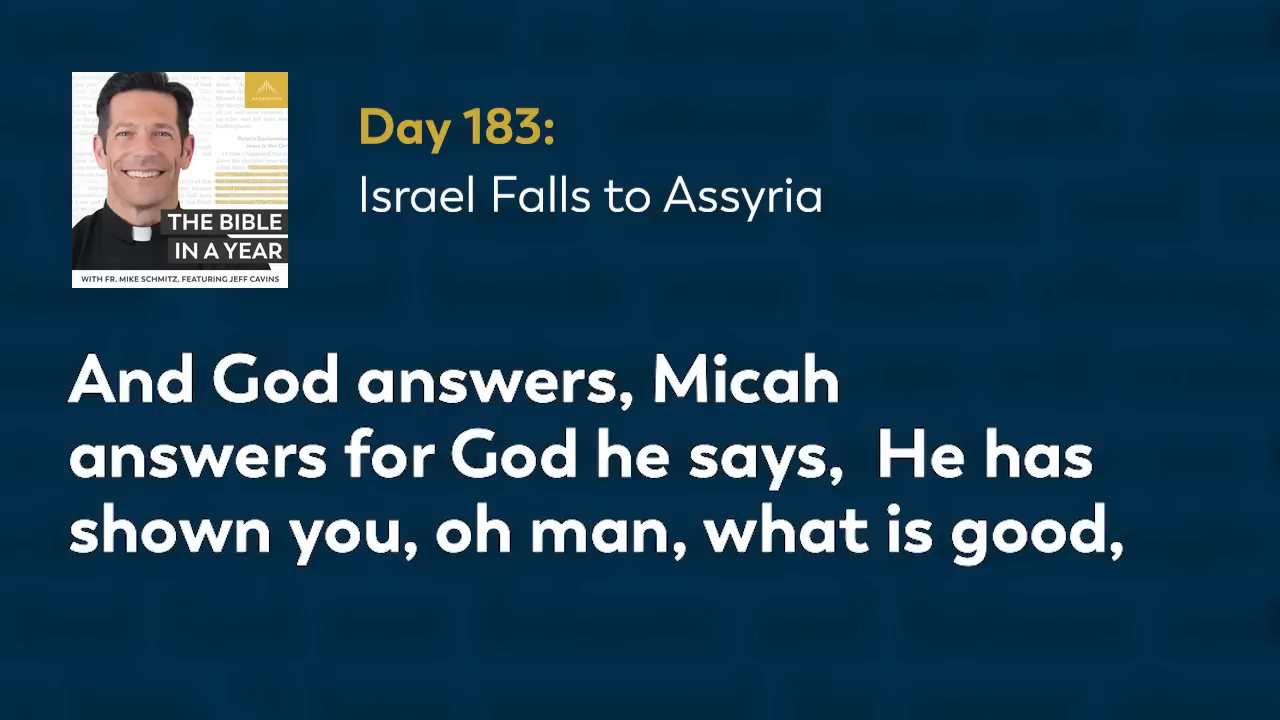 Day 183:
Israel Falls to Assyria
THE BIBLE
IN A YEAR
WITH FR. MIKE SCHMITZ, FEATURING JEFF CAVINS
And God answers, Micah
answers for God he says,  He has
shown you, oh man, what is good,